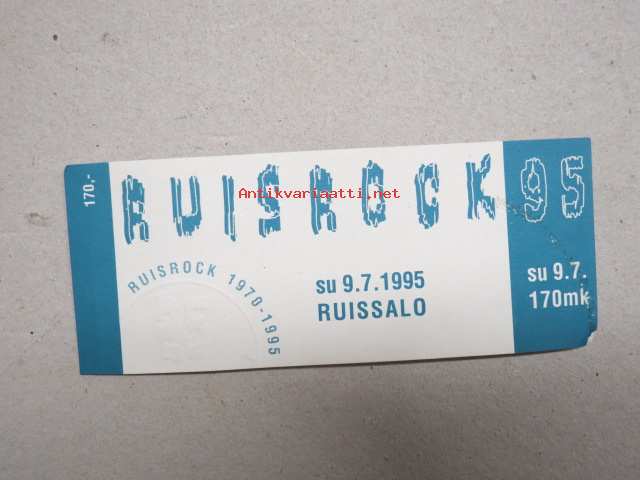 170,-
RUISROCK 95
Antikvariaatti.net
RUISROCK 1970-1995
su 9.7.1995
RUISSALO
su 9.7.
170mk